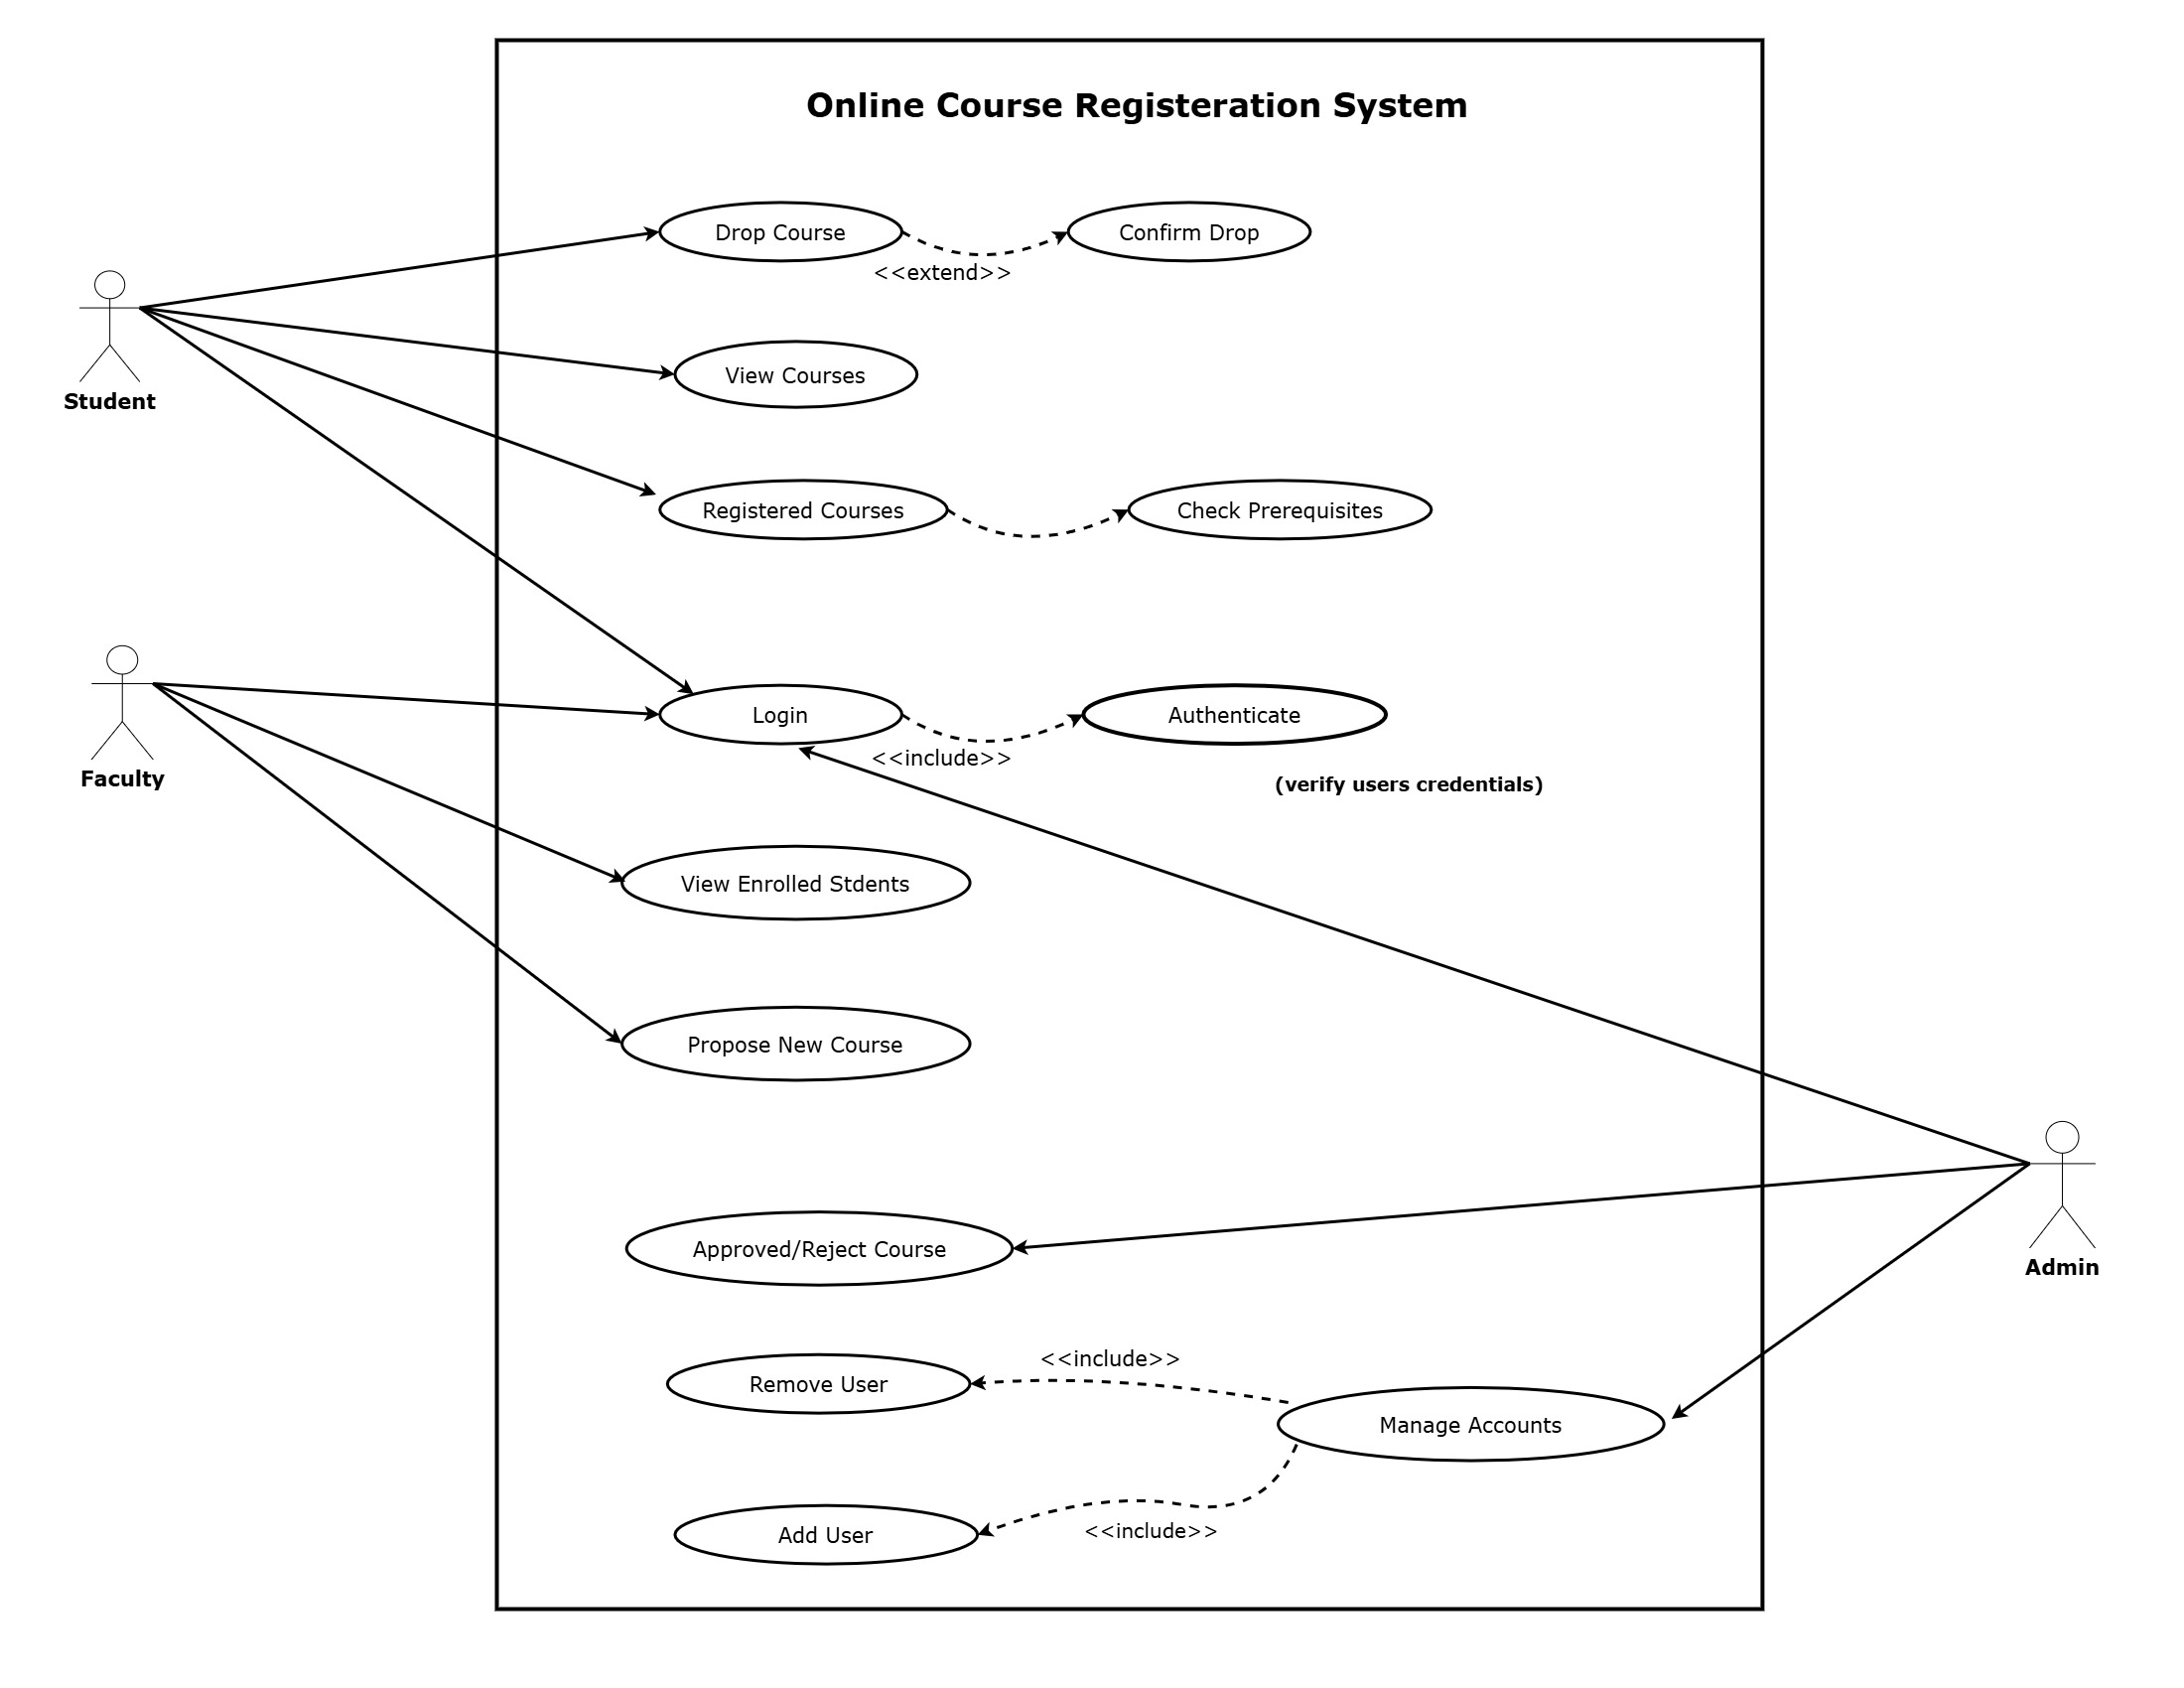 Online Course Registeration System
Drop Course
Confirm Drop
<<extend>>
View Courses
Student
Registered Courses
Check Prerequisites
Login
Authenticate
<<include>>
Faculty
(verify users credentials)
View Enrolled Stdents
Propose New Course
Approved/Reject Course
Admin
<<include>>
Remove User
Manage Accounts
Add User
<<include>>